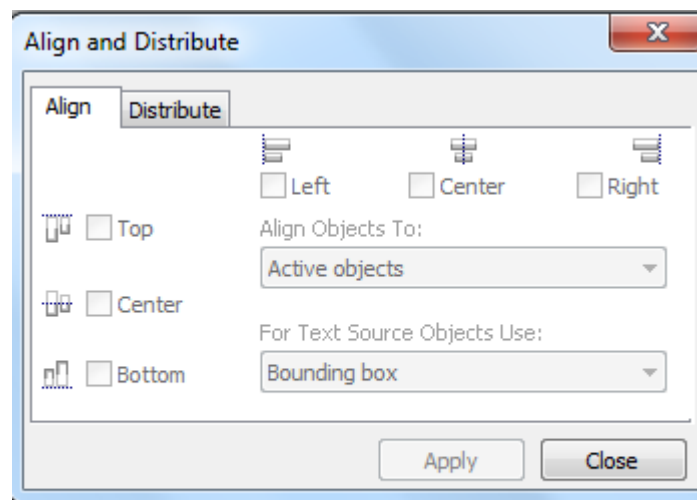 Align and Distribute
Align Distribute
Left Center Right
Top Align Objects To:
Active objects
Center
For Text Source Objects Use:
Bottom Bounding box
Apply Close